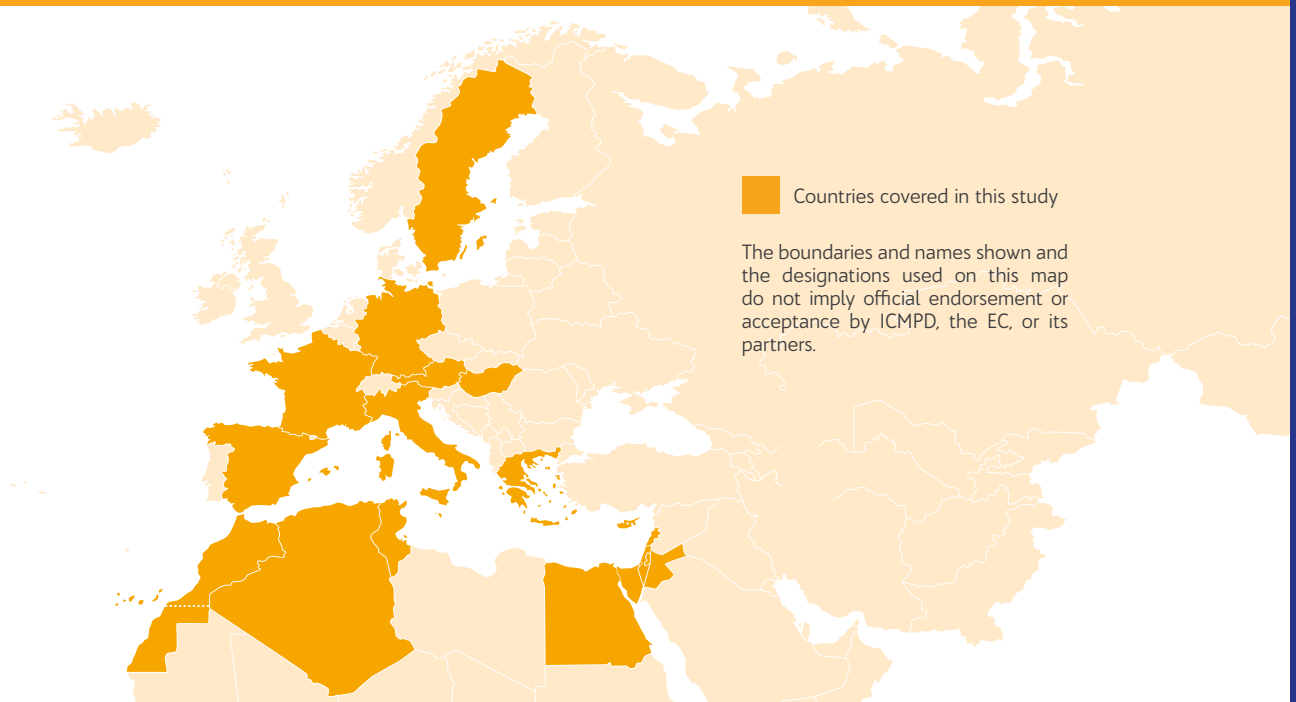 Countries covered in this study
The boundaries and names shown and
the designations used on this map
do not imply official endorsement or
acceptance by ICMPD, the EC, or its
partners.